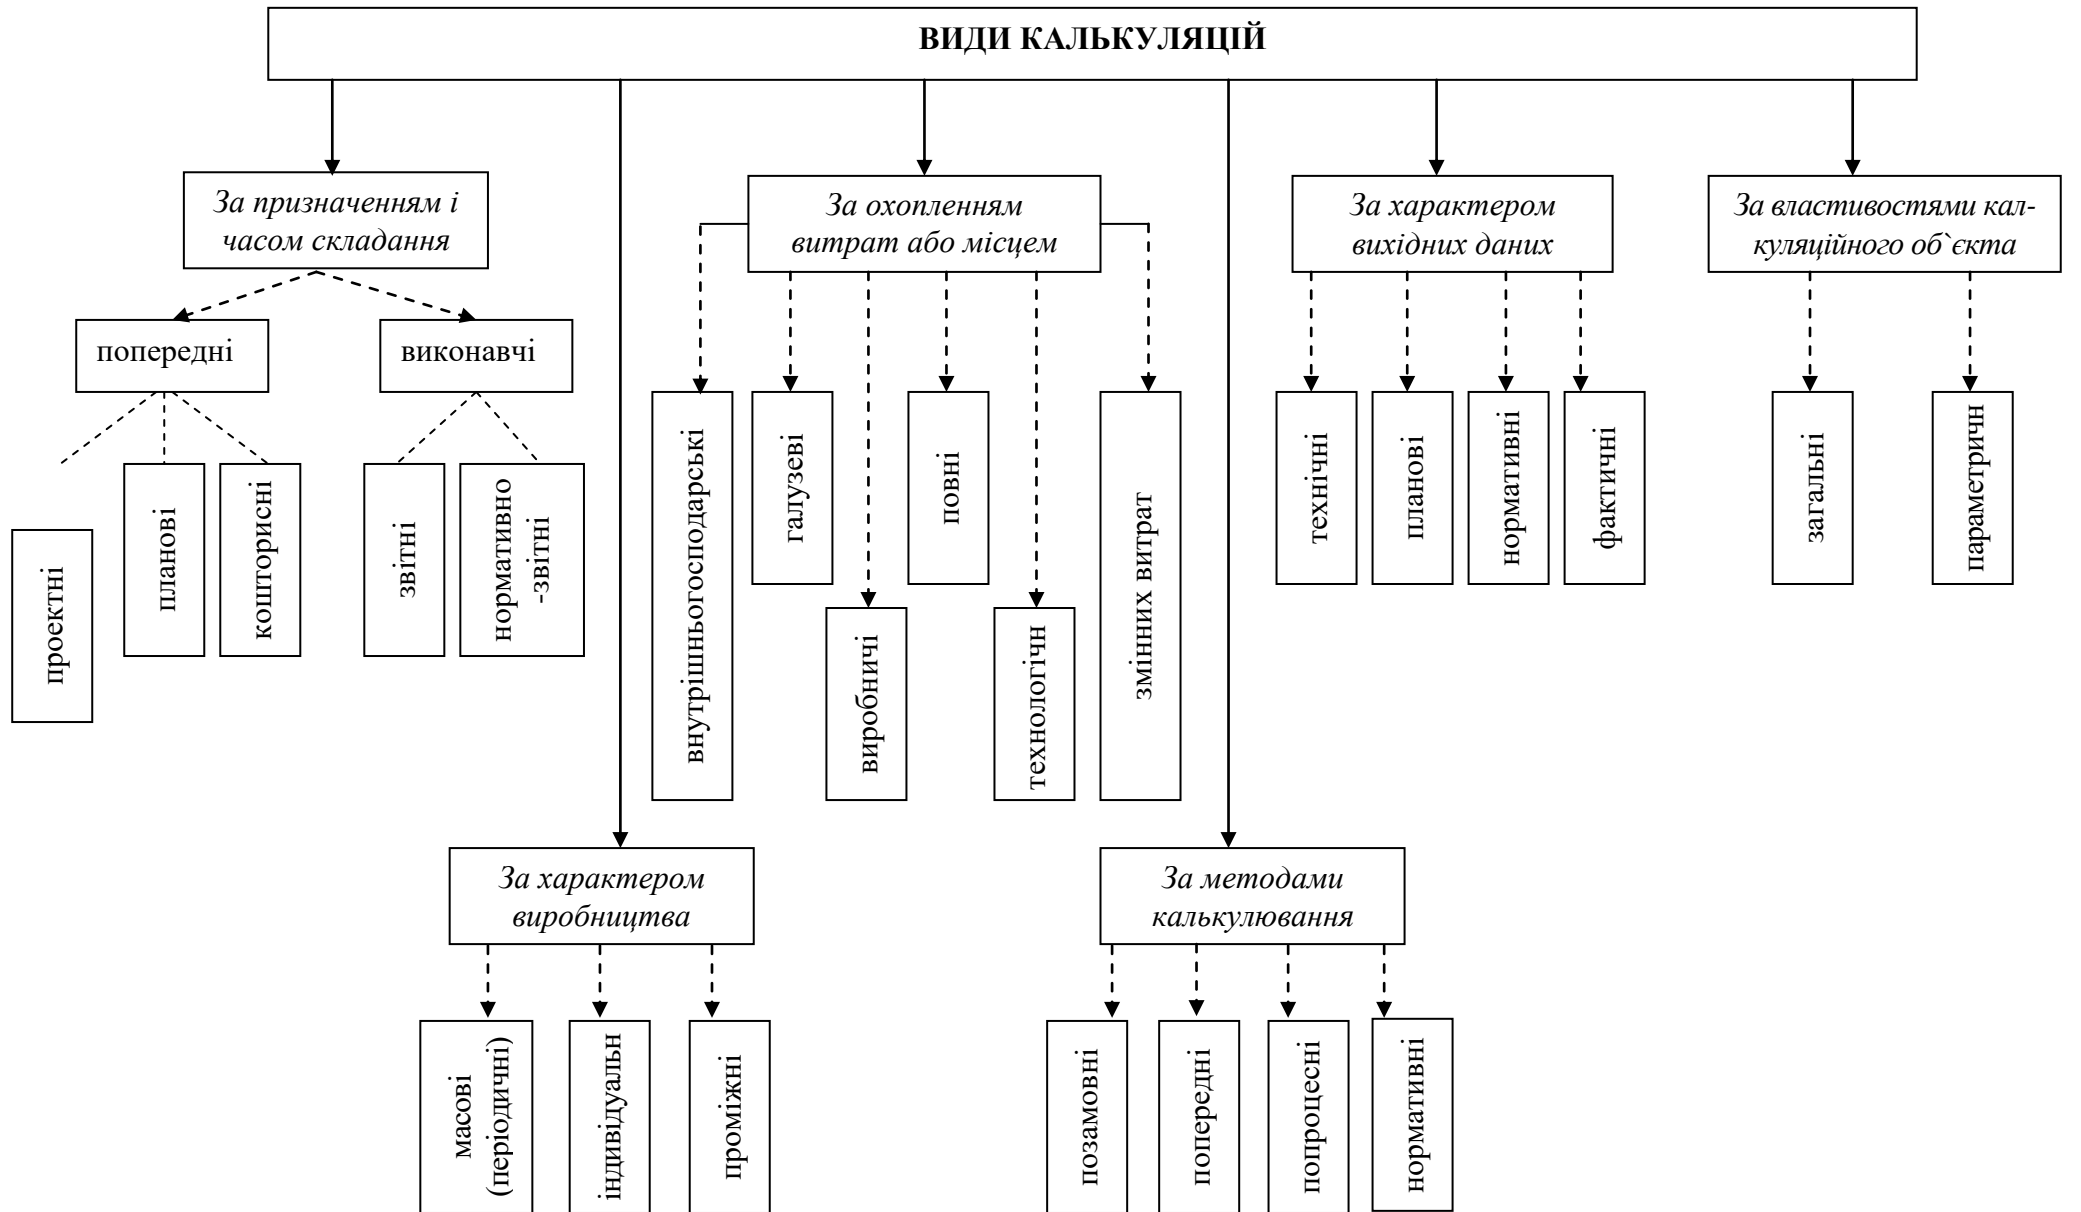 ВИДИ КАЛЬКУЛЯЦІЙ
За призначенням і
часом складання
За охопленням
витрат або місцем
За характером
вихідних даних
За властивостями кал-
куляційного об`єкта
попередні
виконавчі
проектні
планові
кошторисні
звітні
нормативно
-звітні
внутрішньогосподарські
галузеві
виробничі
повні
технологічн
змінних витрат
технічні
планові
нормативні
фактичні
загальні
параметричн
За характером
виробництва
За методами
калькулювання
масові
(періодичні)
індивідуальн
проміжні
позамовні
попередні
попроцесні
нормативні